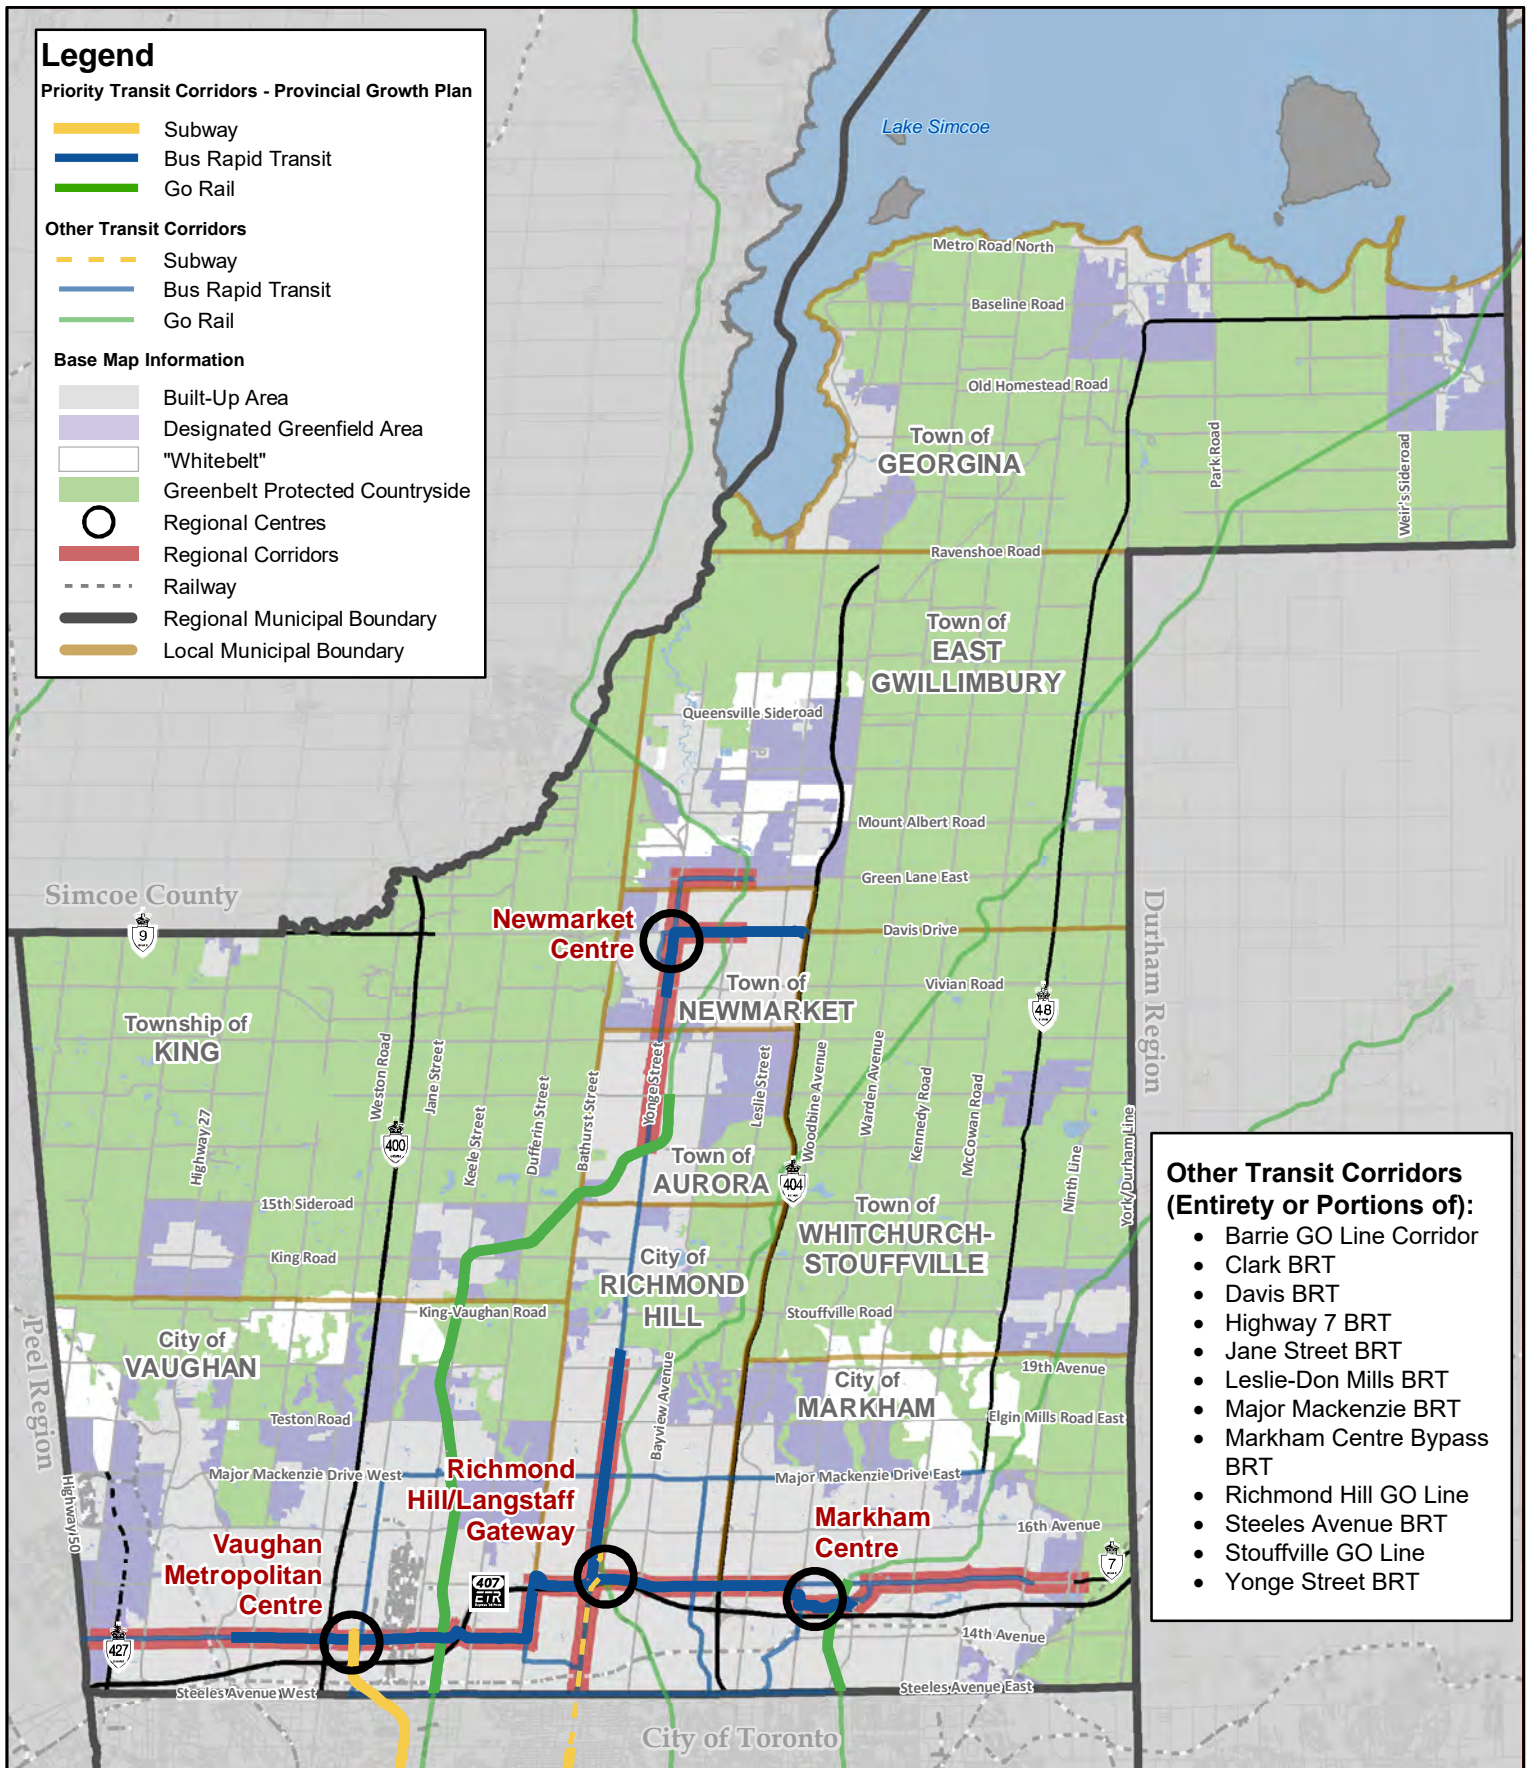 Legend
Priority Transit Corridors - Provincial Growth Plan
Subway
Bus Rapid Transit
Go Rail
Other Transit Corridors
Subway
Bus Rapid Transit
Go Rail
Base Map Information
Built-Up Area
Designated Greenfield Area
"Whitebelt"
Greenbelt Protected Countryside
Regional Centres
Regional Corridors
Railway
Regional Municipal Boundary
Local Municipal Boundary
Lake Simcoe
Metro Road North
Baseline Road
Old Homestead Road
Town of
GEORGINA
Park Road
Weir's Sideroad
Ravenshoe Road
Town of
EAST
GWILLIMBURY
Queensville Sideroad
Mount Albert Road
Green Lane East
Simcoe County
9
Newmarket
Centre
Davis Drive
Durham Region
Town of
NEWMARKET
Vivian Road
48
Township of
KING
Weston Road
Jane Street
Highway 27
400
Keele Street
Dufferin Street
Bathurst Street
Yonge Street
Leslie Street
Woodbine Avenue
Warden Avenue
Kennedy Road
McCowan Road
Ninth Line
York/Durham Line
Town of
AURORA
404
15th Sideroad
King Road
Town of
WHITCHURCH-
STOUFFVILLE
City of
RICHMOND
HILL
King-Vaughan Road
Stouffville Road
Peel Region
City of
VAUGHAN
19th Avenue
City of
MARKHAM
Bayview Avenue
Teston Road
Elgin Mills Road East
Major Mackenzie Drive West
Richmond
Hill/Langstaff
Gateway
Major Mackenzie Drive East
Highway 50
Markham
Centre
16th Avenue
Vaughan
Metropolitan
Centre
407
ETR
7
427
14th Avenue
Steeles Avenue West
Steeles Avenue East
City of Toronto
Other Transit Corridors
(Entirety or Portions of):
• Barrie GO Line Corridor
• Clark BRT
• Davis BRT
• Highway 7 BRT
• Jane Street BRT
• Leslie-Don Mills BRT
• Major Mackenzie BRT
• Markham Centre Bypass
BRT
• Richmond Hill GO Line
• Steeles Avenue BRT
• Stouffville GO Line
• Yonge Street BRT